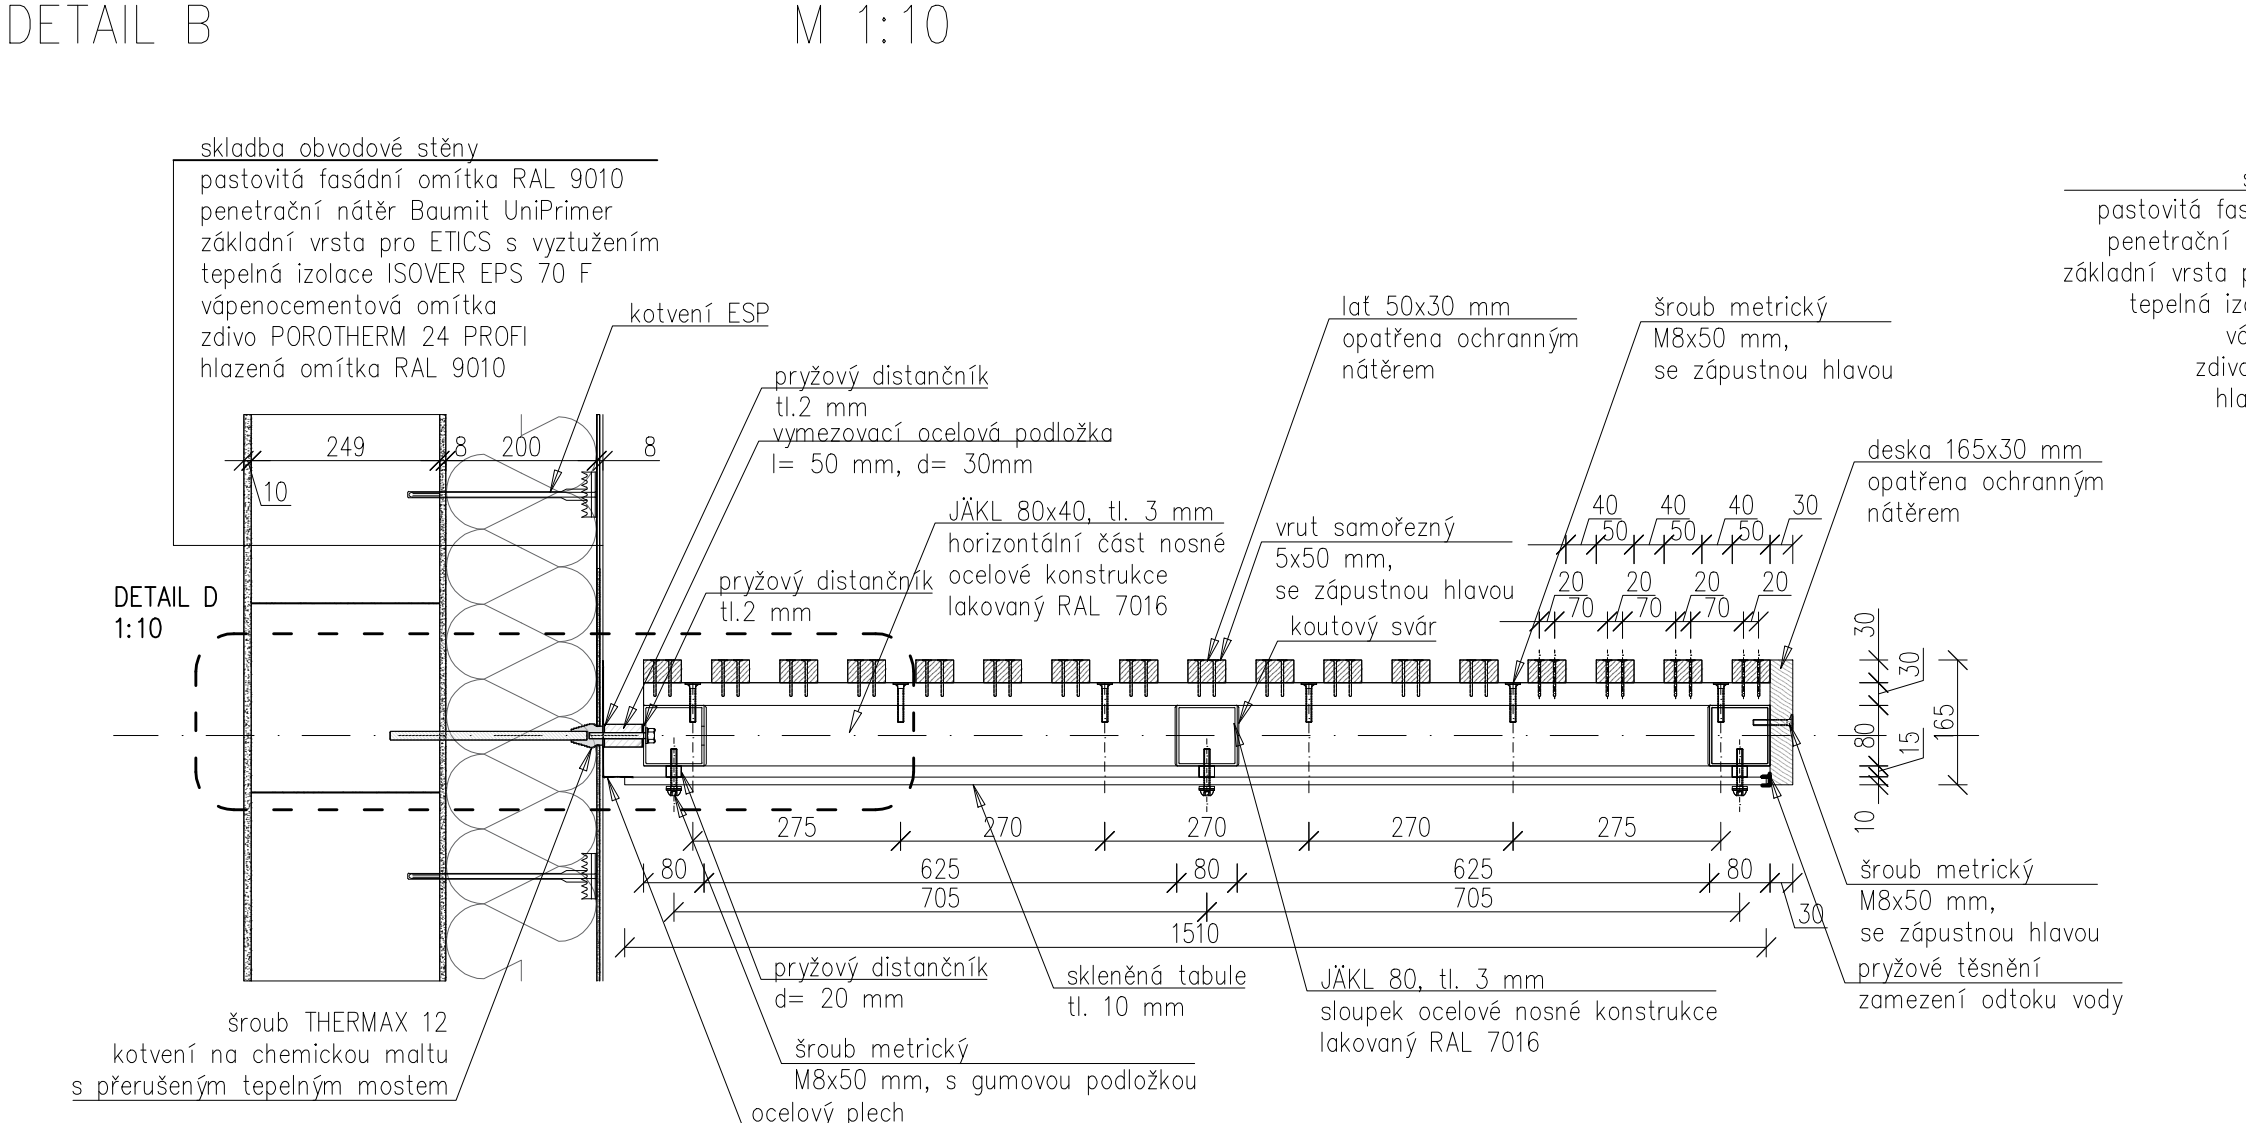 DETAIL B
M 1:10
skladba obvodové stěny
pastovitá fasádní omítka RAL 9010
penetrační nátěr Baumit UniPrimer
základní vrsta pro ETICS s vyztužením
tepelná izolace ISOVER EPS 70 F
vápenocementová omítka
zdivo POROTHERM 24 PROFI
hlazená omítka RAL 9010
kotvení ESP
pryžový distančník
tl.2 mm
vymezovací ocelová podložka
l= 50 mm, d= 30mm
JÄKL 80x40, tl. 3 mm
horizontální část nosné
ocelové konstrukce
lakovaný RAL 7016
pryžový distančník
tl.2 mm
lať 50x30 mm
opatřena ochranným
nátěrem
šroub metrický
M8x50 mm,
se zápustnou hlavou
vrut samořezný
5x50 mm,
se zápustnou hlavou
koutový svár
deska 165x30 mm
opatřena ochranným
nátěrem
pastovitá fas
penetrační
základní vrsta p
tepelná izo
vá
zdivo
hla
249
8
200
8
10
40
40
40
30
50
50
50
20
20
20
20
70
70
70
DETAIL D
1:10
30
30
80
15
165
10
275
270
270
270
275
80
625
80
625
80
705
705
30
1510
pryžový distančník
d= 20 mm
skleněná tabule
tl. 10 mm
JÄKL 80, tl. 3 mm
sloupek ocelové nosné konstrukce
lakovaný RAL 7016
šroub metrický
M8x50 mm,
se zápustnou hlavou
pryžové těsnění
zamezení odtoku vody
šroub THERMAX 12
kotvení na chemickou maltu
s přerušeným tepelným mostem
šroub metrický
M8x50 mm, s gumovou podložkou
ocelový plech